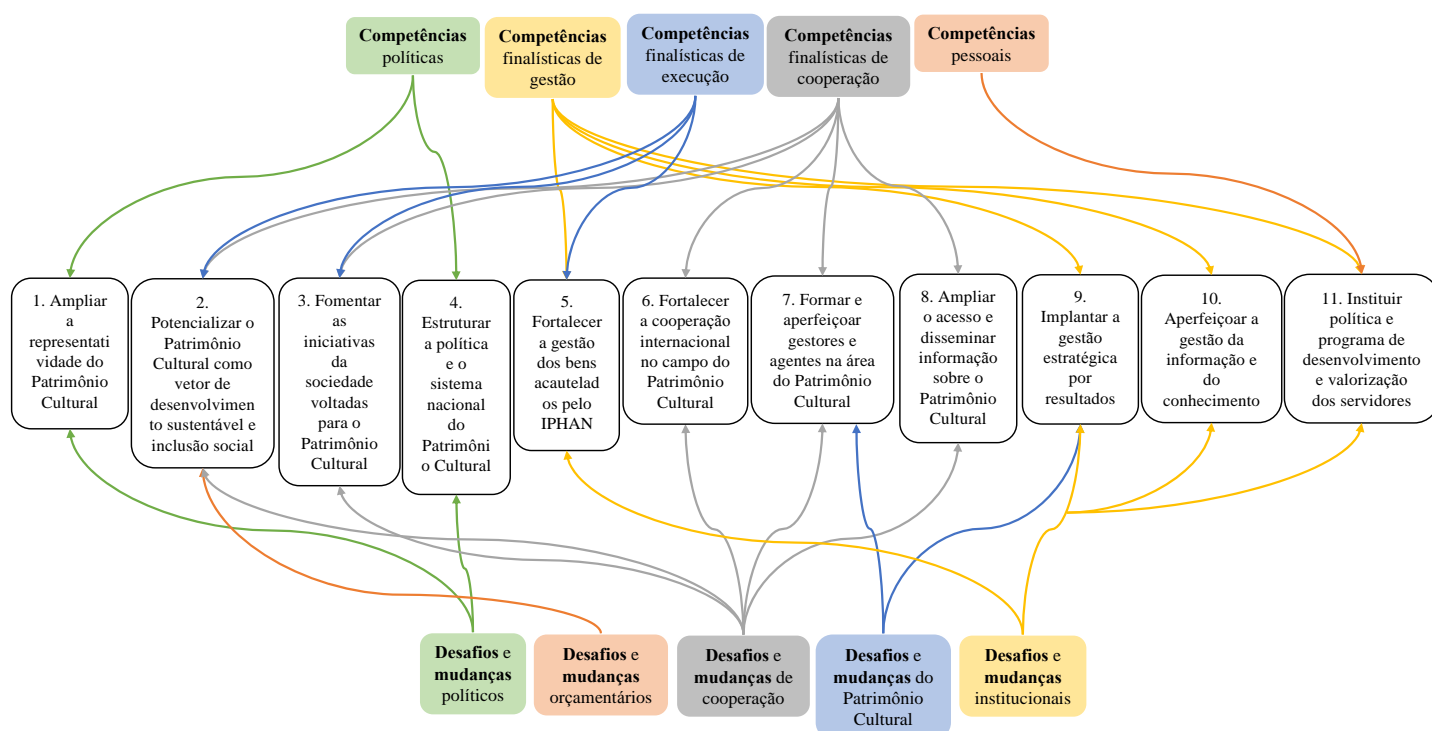 Competências
políticas
Competências
finalísticas de
gestão
Competências
finalísticas de
execução
Competências
finalísticas de
cooperação
Competências
pessoais
1. Ampliar
a
representati
vidade do
Patrimônio
Cultural
2.
Potencializar o
Patrimônio
Cultural como
vetor de
desenvolvimen
to sustentável e
inclusão social
3. Fomentar
as
iniciativas
da
sociedade
voltadas
para o
Patrimônio
Cultural
4.
Estruturar
a política
e o
sistema
nacional
do
Patrimôni
o Cultural
5.
Fortalecer
a gestão
dos bens
acautelad
os pelo
IPHAN
6. Fortalecer
a cooperação
internacional
no campo do
Patrimônio
Cultural
7. Formar e
aperfeiçoar
gestores e
agentes na área
do Patrimônio
Cultural
8. Ampliar
o acesso e
disseminar
informação
sobre o
Patrimônio
Cultural
9.
Implantar a
gestão
estratégica
por
resultados
10.
Aperfeiçoar a
gestão da
informação e
do
conhecimento
11. Instituir
política e
programa de
desenvolvimento
e valorização
dos servidores
Desafios e
mudanças
políticos
Desafios e
mudanças
orçamentários
Desafios e
mudanças de
cooperação
Desafios e
mudanças do
Patrimônio
Cultural
Desafios e
mudanças
institucionais